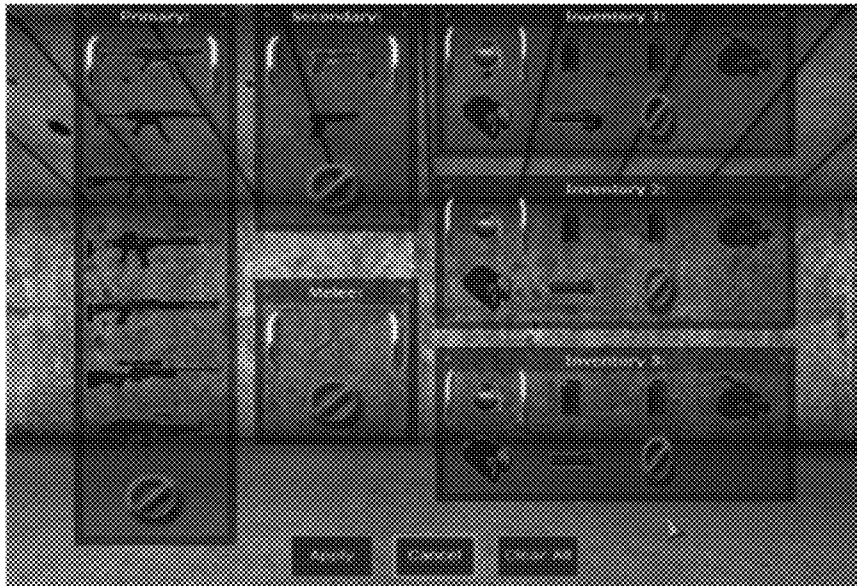 Primary:
Secondary:
Inventory 1:
Inventory 2:
Melee:
Inventory 3:
Apply
Cancel